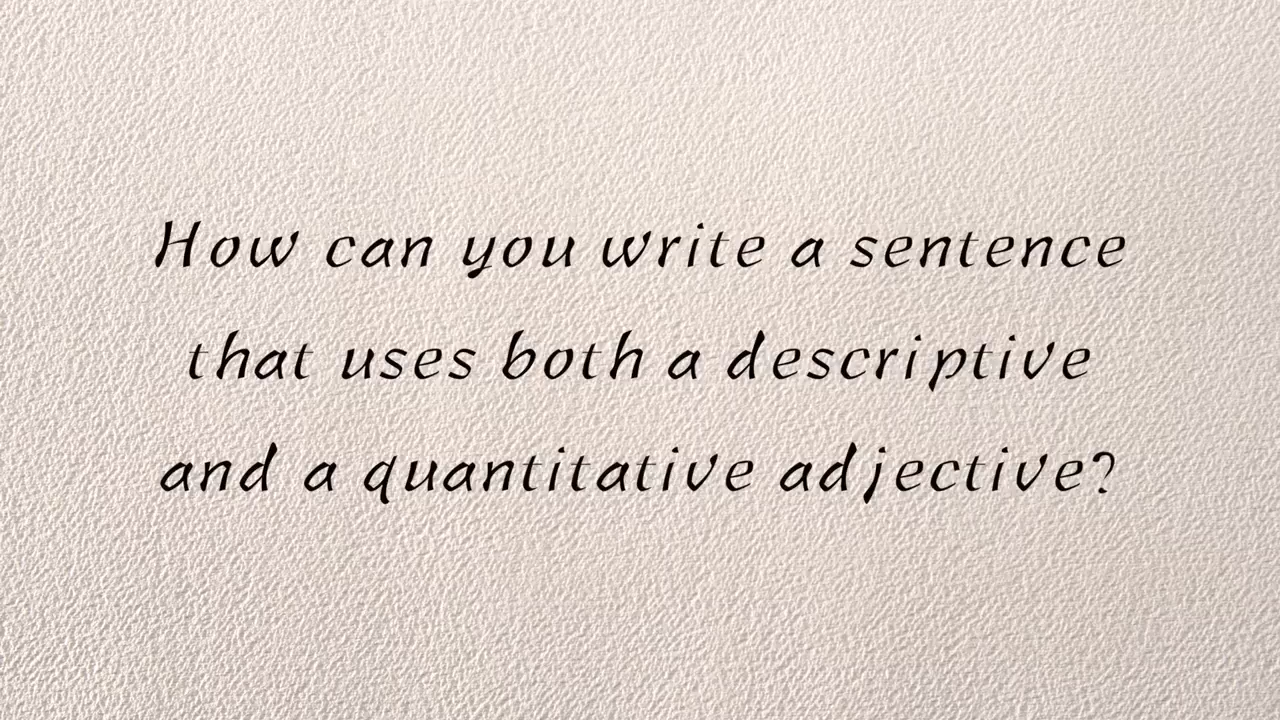 How can you write a sentence
that uses both a descriptive
and a quantitative adjective?